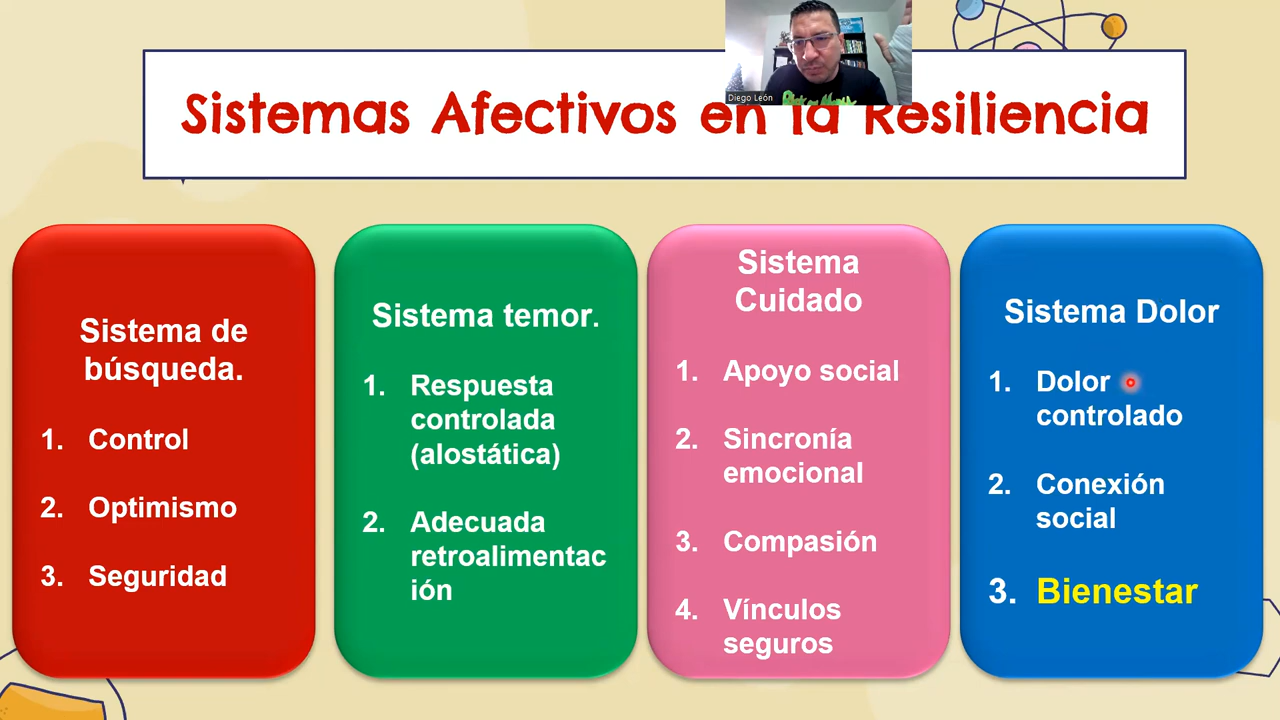 Sistemas Afectivos en la Resiliencia
Diego León
Sistema de
búsqueda.
1. Control
2. Optimismo
3. Seguridad
Sistema temor.
1. Respuesta
controlada
(alostática)
2. Adecuada
retroalimentac
ión
Sistema
Cuidado
1. Apoyo social
2. Sincronía
emocional
3. Compasión
4. Vínculos
seguros
Sistema Dolor
1. Dolor
controlado
2. Conexión
social
3. Bienestar